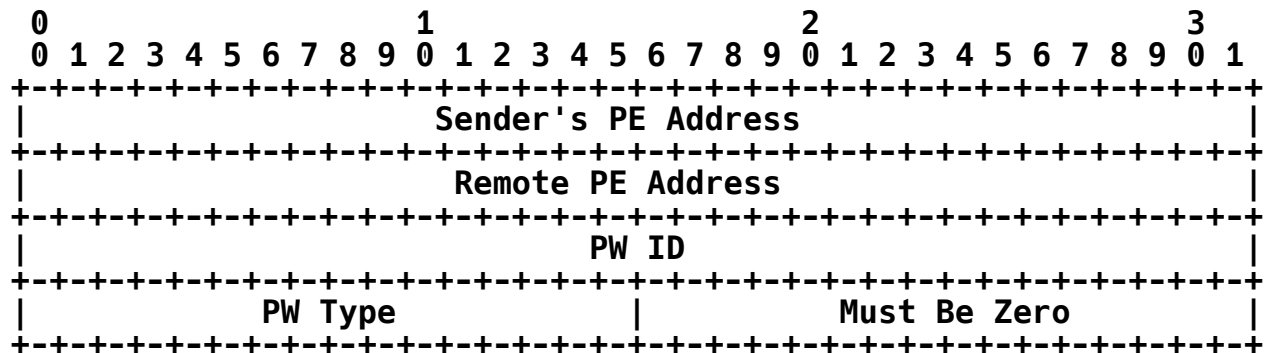 0                   1                   2                   3
 0 1 2 3 4 5 6 7 8 9 0 1 2 3 4 5 6 7 8 9 0 1 2 3 4 5 6 7 8 9 0 1
+-+-+-+-+-+-+-+-+-+-+-+-+-+-+-+-+-+-+-+-+-+-+-+-+-+-+-+-+-+-+-+-+
|                     Sender's PE Address                       |
+-+-+-+-+-+-+-+-+-+-+-+-+-+-+-+-+-+-+-+-+-+-+-+-+-+-+-+-+-+-+-+-+
|                      Remote PE Address                        |
+-+-+-+-+-+-+-+-+-+-+-+-+-+-+-+-+-+-+-+-+-+-+-+-+-+-+-+-+-+-+-+-+
|                             PW ID                             |
+-+-+-+-+-+-+-+-+-+-+-+-+-+-+-+-+-+-+-+-+-+-+-+-+-+-+-+-+-+-+-+-+
|            PW Type            |          Must Be Zero         |
+-+-+-+-+-+-+-+-+-+-+-+-+-+-+-+-+-+-+-+-+-+-+-+-+-+-+-+-+-+-+-+-+